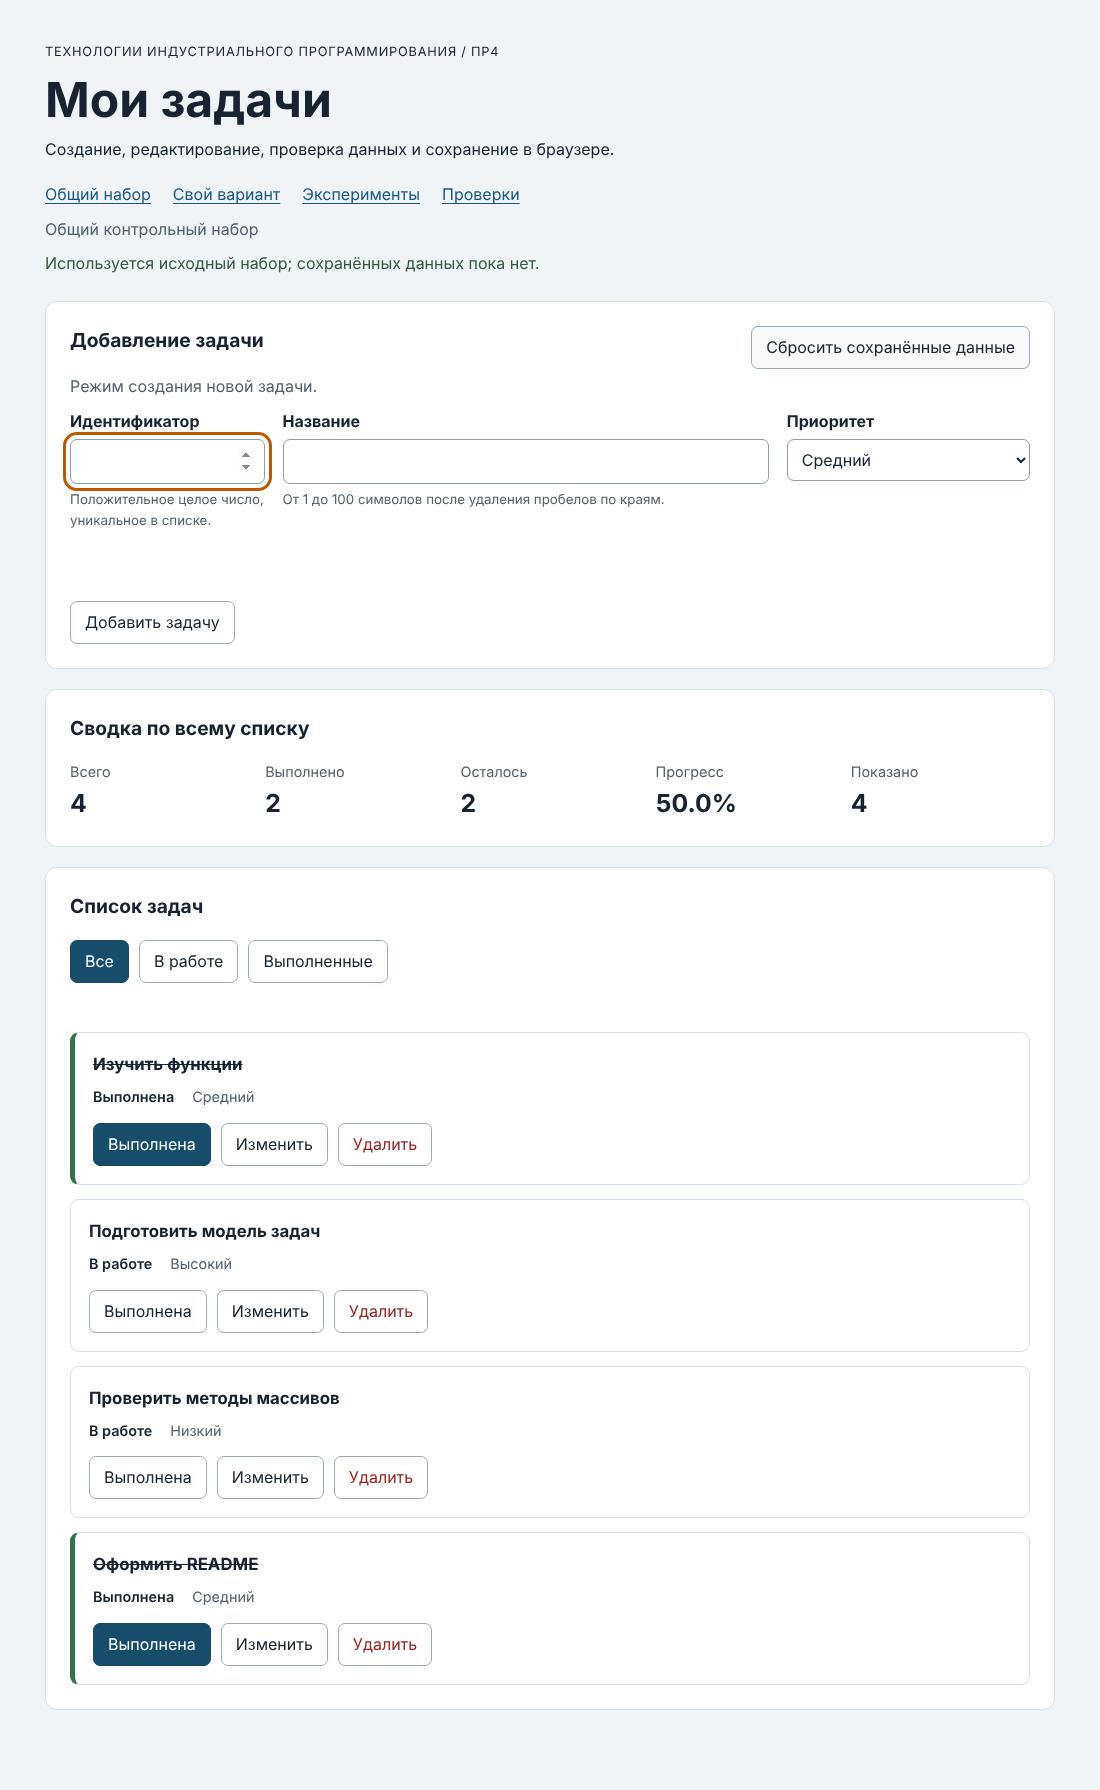 ТЕХНОЛОГИИ ИНДУСТРИАЛЬНОГО ПРОГРАММИРОВАНИЯ / ПР4
Мои задачи
Создание, редактирование, проверка данных и сохранение в браузере.
Общий набор Свой вариант Эксперименты Проверки
Общий контрольный набор
Используется исходный набор; сохранённых данных пока нет.
Добавление задачи
Сбросить сохранённые данные
Режим создания новой задачи.
Идентификатор Название Приоритет
Средний
Положительное целое число, От 1 до 100 символов после удаления пробелов по краям.
уникальное в списке.
Добавить задачу
Сводка по всему списку
Всего Выполнено Осталось Прогресс Показано
4 2 2 50.0% 4
Список задач
Все В работе Выполненные
Изучить функции
Выполнена Средний
Выполнена Изменить Удалить
Подготовить модель задач
В работе Высокий
Выполнена Изменить Удалить
Проверить методы массивов
В работе Низкий
Выполнена Изменить Удалить
Оформить README
Выполнена Средний
Выполнена Изменить Удалить